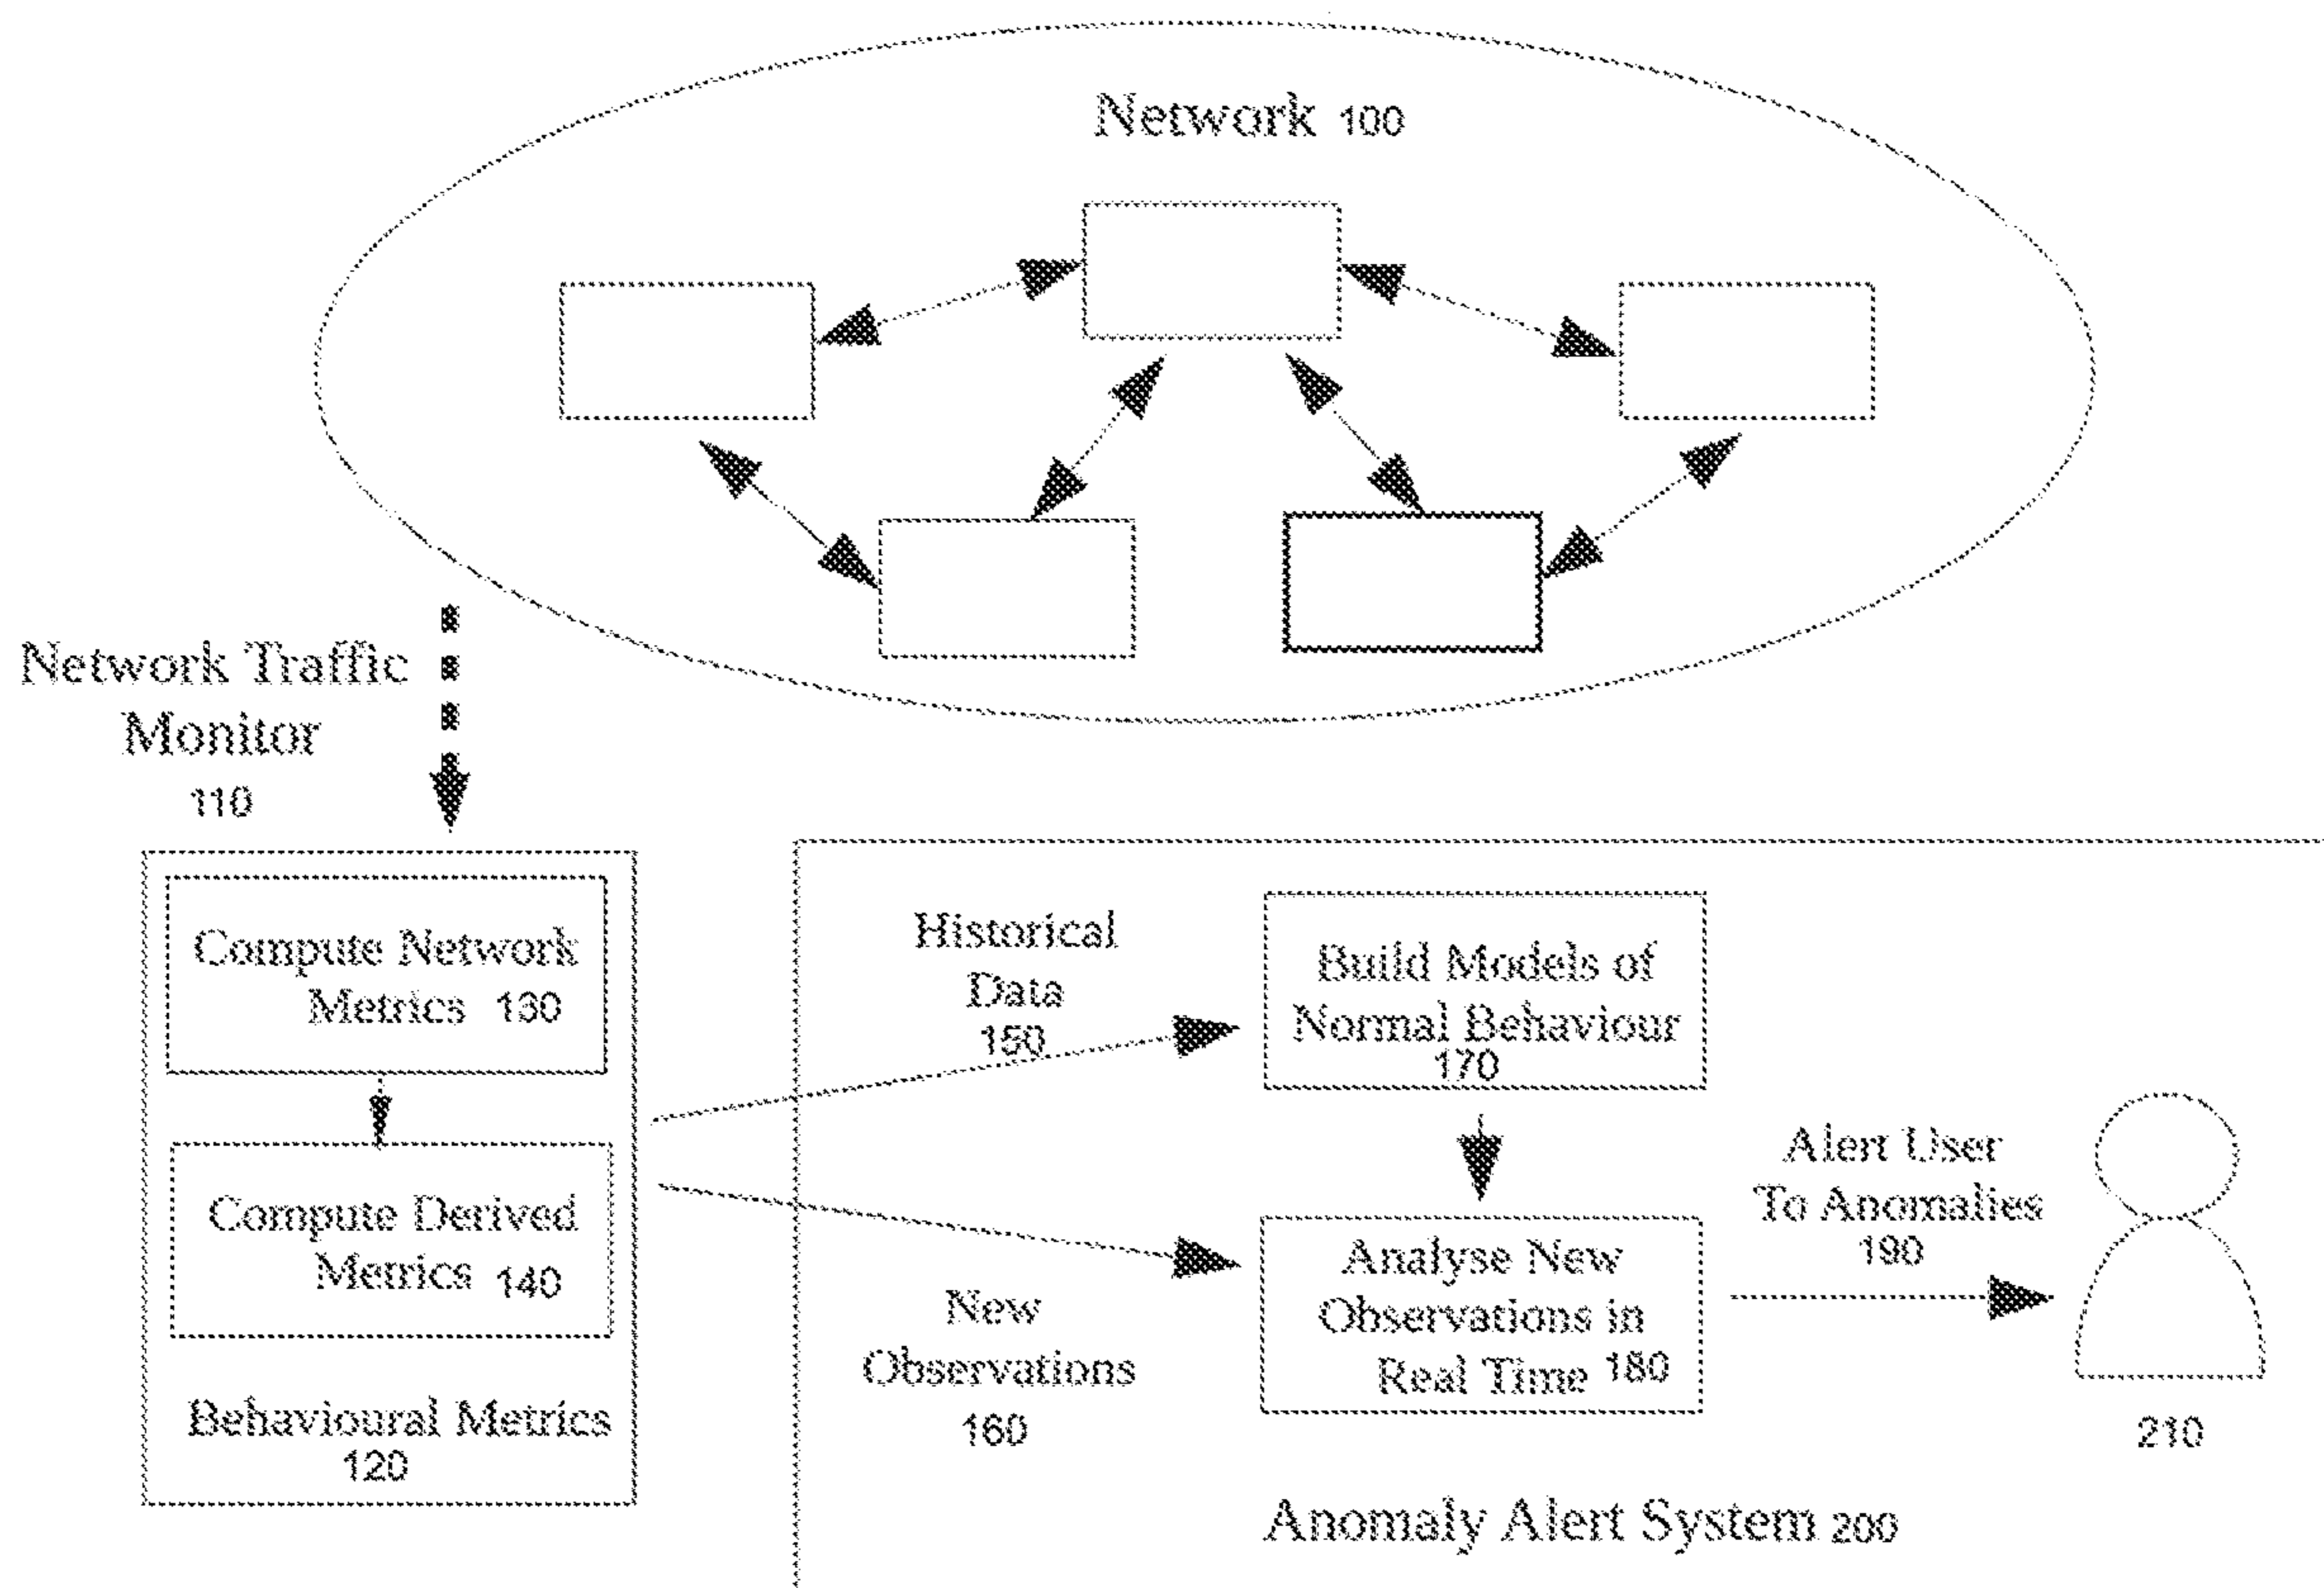 Network 100
Network Traffic
Monitor
110
Compute Network
Metrics 130
Compute Derived
Metrics 140
Behavioural Metrics
120
Historical
Data
150
New
Observations
160
Build Models of
Normal Behaviour
170
Analyse New
Observations in
Real Time 180
Alert User
To Anomalies
190
210
Anomaly Alert System 200